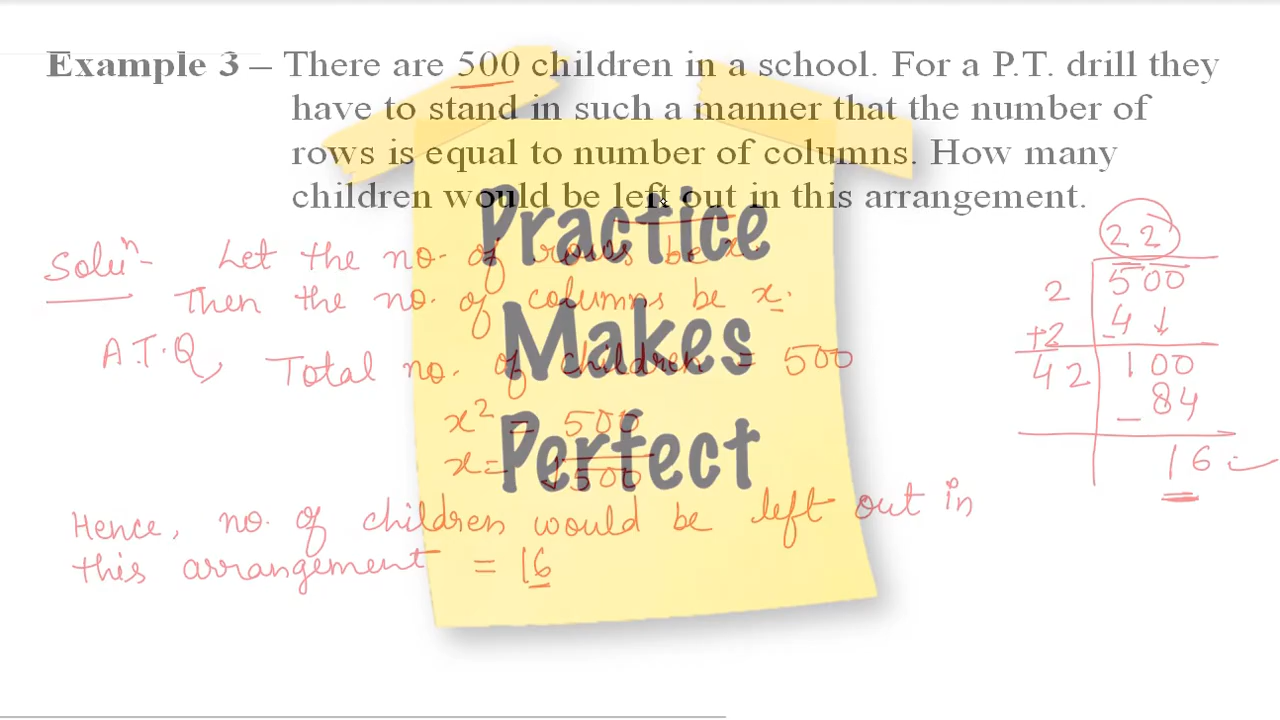 Example 3 – There are 500 children in a school. For a P.T. drill they
have to stand in such a manner that the number of
rows is equal to number of columns. How many
children would be left out in this arrangement.
Practice
Makes
Perfect
Soluⁿ- Let the no. of rows be x.
Then the no. of columns be x.
A.T.Q, Total no. of children = 500
x² = 500
x = √500
Hence, no. of children would be left out in
this arrangement = 16
22
2 500
+2 -4 ↓
42 100
- 84
16